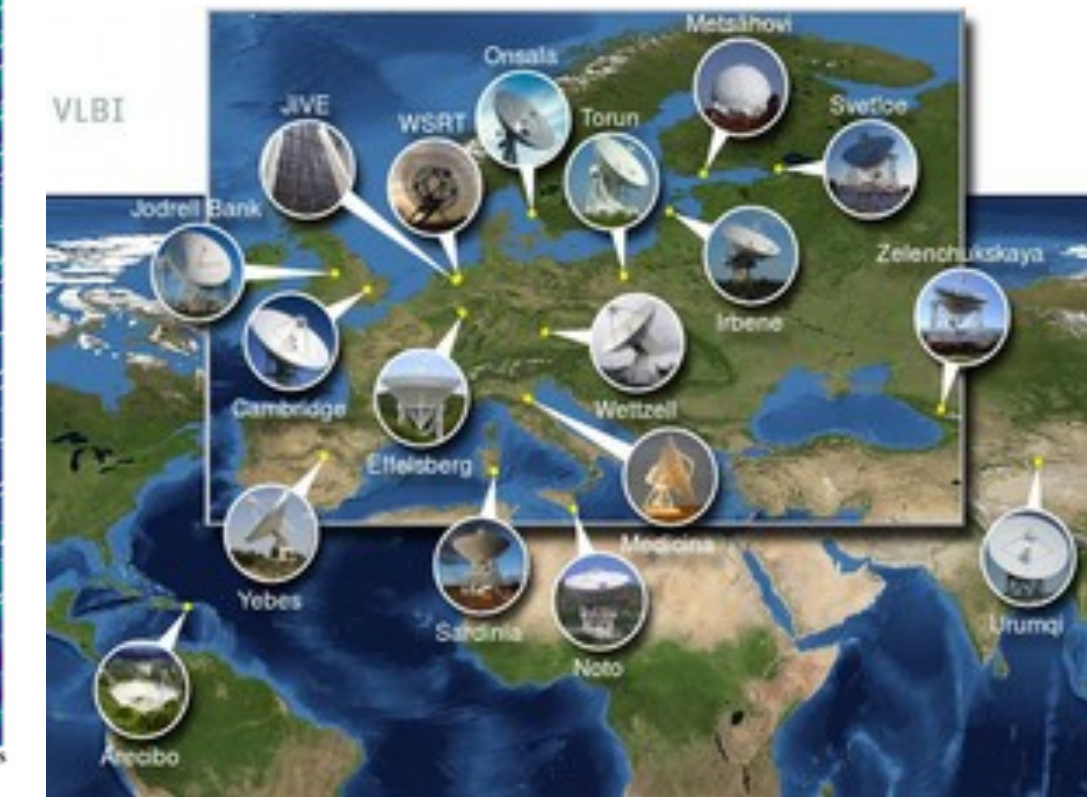 VLBI
Metsähovi
Onsala
JIVE
WSRT
Torun
Svetloe
Jodrell Bank
Zelenchukskaya
Irbene
Cambridge
Wettzell
Effelsberg
Medicina
Yebes
Sardinia
Noto
Urumqi
Arecibo
s